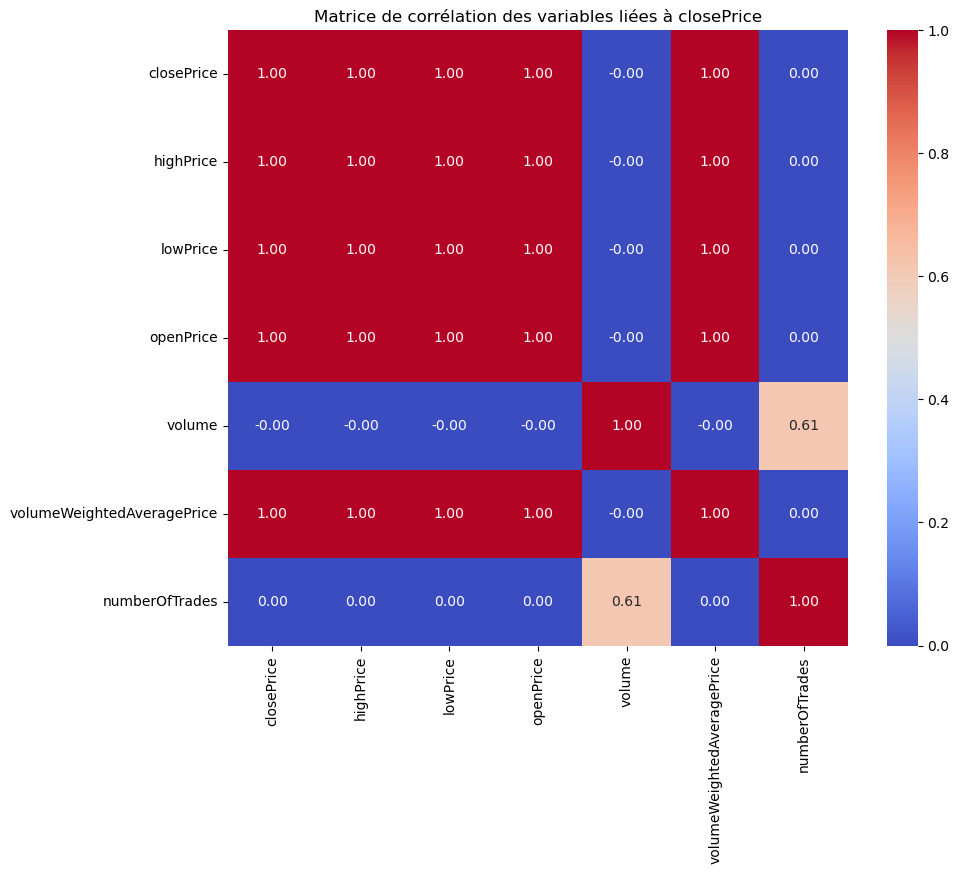 Matrice de corrélation des variables liées à closePrice
closePrice 1.00 1.00 1.00 1.00 -0.00 1.00 0.00
highPrice 1.00 1.00 1.00 1.00 -0.00 1.00 0.00
lowPrice 1.00 1.00 1.00 1.00 -0.00 1.00 0.00
openPrice 1.00 1.00 1.00 1.00 -0.00 1.00 0.00
volume -0.00 -0.00 -0.00 -0.00 1.00 -0.00 0.61
volumeWeightedAveragePrice 1.00 1.00 1.00 1.00 -0.00 1.00 0.00
numberOfTrades 0.00 0.00 0.00 0.00 0.61 0.00 1.00
closePrice
highPrice
lowPrice
openPrice
volume
volumeWeightedAveragePrice
numberOfTrades
1.0
0.8
0.6
0.4
0.2
0.0